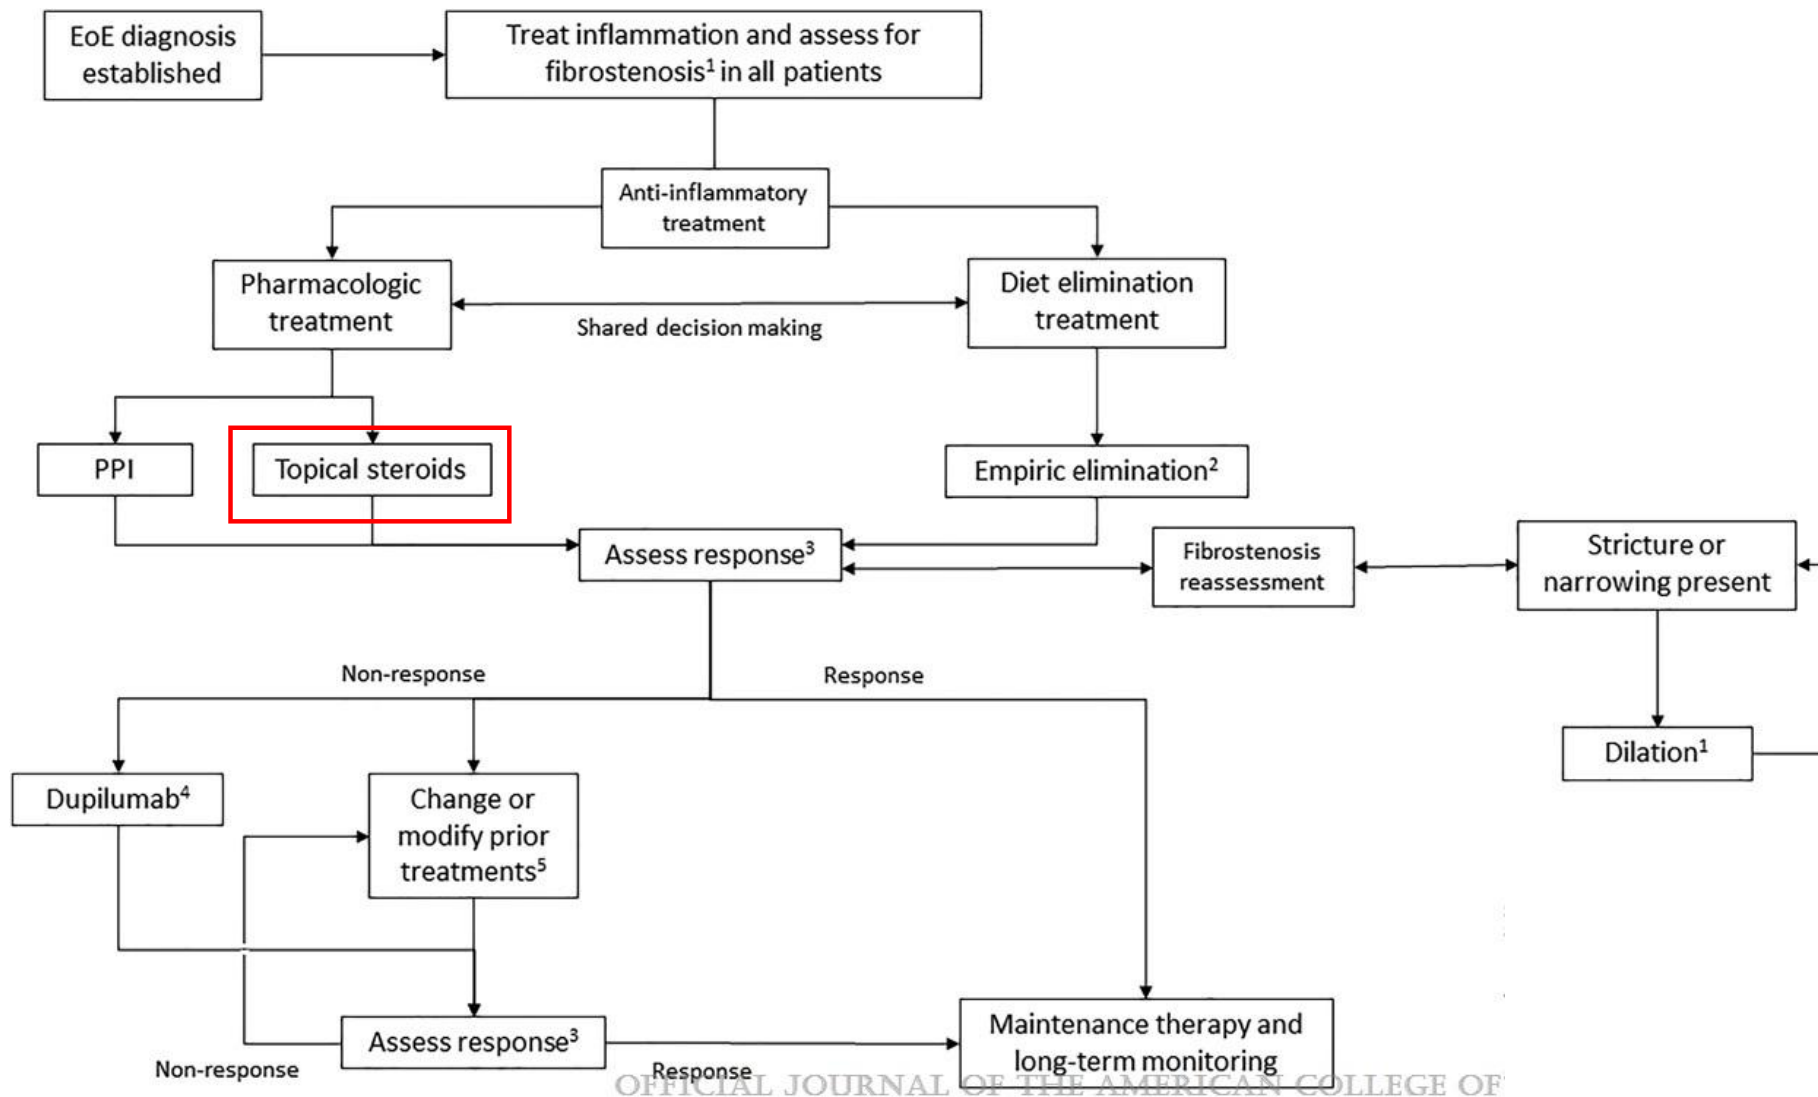 EoE diagnosis
established
Treat inflammation and assess for
fibrostenosis¹ in all patients
Anti-inflammatory
treatment
Pharmacologic
treatment
Shared decision making
Diet elimination
treatment
PPI
Topical steroids
Empiric elimination²
Assess response³
Fibrostenosis
reassessment
Stricture or
narrowing present
Non-response
Response
Dilation¹
Dupilumab⁴
Change or
modify prior
treatments⁵
Assess response³
Maintenance therapy and
long-term monitoring
Non-response
Response
OFFICIAL JOURNAL OF THE AMERICAN COLLEGE OF